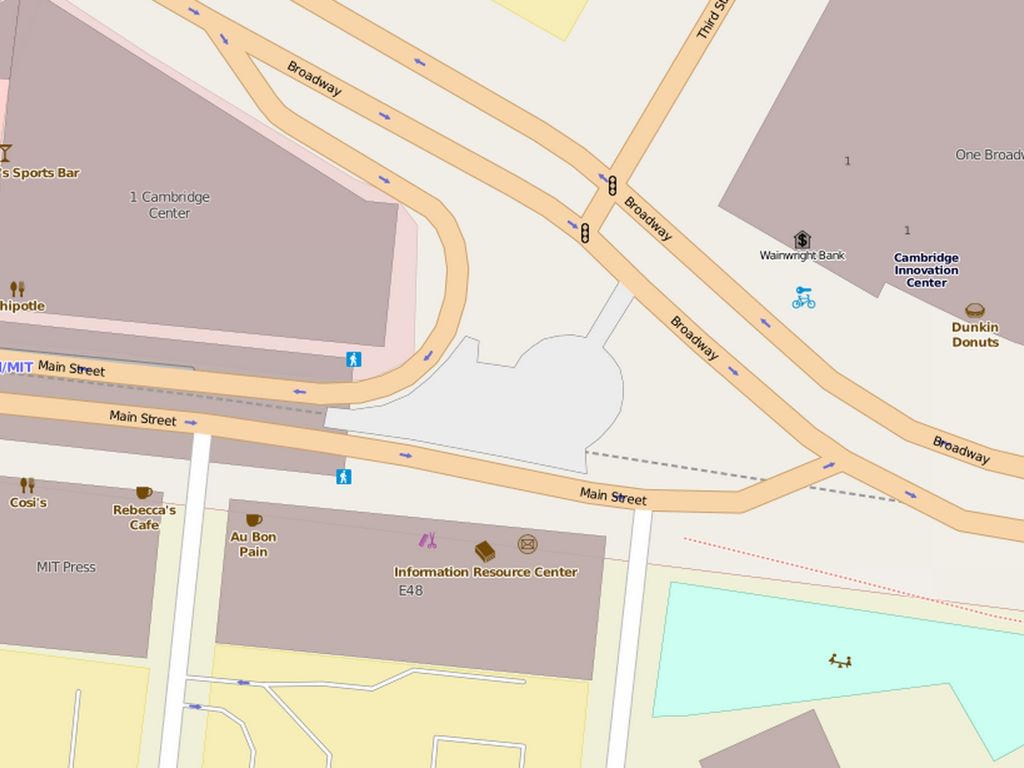 Third St
Broadway
's Sports Bar
1
One Broadw
1 Cambridge
Center
Broadway
1
Wainwright Bank
Cambridge
Innovation
Center
hipotle
Dunkin
Donuts
Broadway
/MIT
Main Street
Main Street
Broadway
Main Street
Cosi's
Rebecca's
Cafe
Au Bon
Pain
Information Resource Center
MIT Press
E48